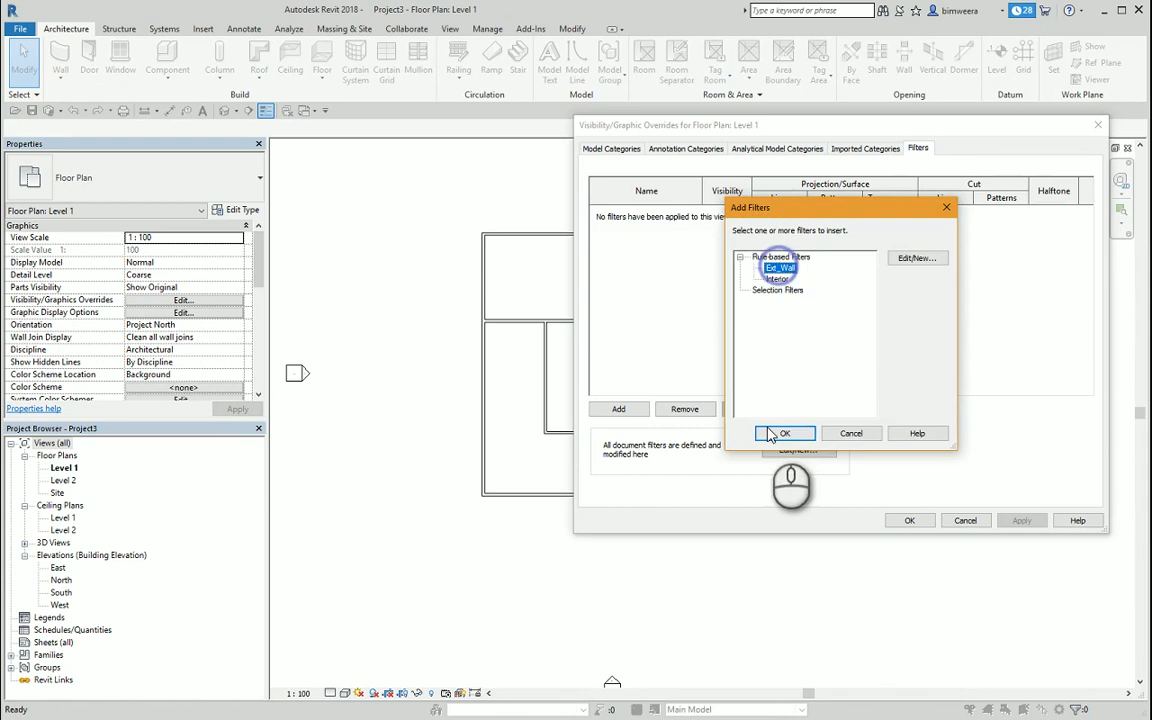 Autodesk Revit 2018 - Project3 - Floor Plan: Level 1
Type a keyword or phrase
bimweera
28
File Architecture Structure Systems Insert Annotate Analyze Massing & Site Collaborate View Manage Add-Ins Modify
Modify
Wall
Door
Window
Component
Column
Roof
Ceiling
Floor
Curtain System
Curtain Grid
Mullion
Railing
Ramp
Stair
Model Text
Model Line
Model Group
Room
Room Separator
Tag Room
Area
Area Boundary
Tag Area
By Face
Shaft
Wall
Vertical
Dormer
Level
Grid
Set
Show
Ref Plane
Viewer
Select
Build
Circulation
Model
Room & Area
Opening
Datum
Work Plane
Properties
Floor Plan
Floor Plan: Level 1
Edit Type
Graphics
View Scale 1 : 100
Scale Value 1: 100
Display Model Normal
Detail Level Coarse
Parts Visibility Show Original
Visibility/Graphic Overrides Edit...
Graphic Display Options Edit...
Orientation Project North
Wall Join Display Clean all wall joins
Discipline Architectural
Show Hidden Lines By Discipline
Color Scheme Location Background
Color Scheme <none>
Properties help
Apply
Project Browser - Project3
Views (all)
Floor Plans
Level 1
Level 2
Site
Ceiling Plans
Level 1
Level 2
3D Views
Elevations (Building Elevation)
East
North
South
West
Legends
Schedules/Quantities
Sheets (all)
Families
Groups
Revit Links
Visibility/Graphic Overrides for Floor Plan: Level 1
Model Categories Annotation Categories Analytical Model Categories Imported Categories Filters
Name
Visibility
Projection/Surface
Cut
Patterns
Halftone
No filters have been applied to this vie
Add
Remove
All document filters are defined and
modified here
OK Cancel Apply Help
Add Filters
Select one or more filters to insert.
Rule-based Filters
Ext_Wall
Interior
Selection Filters
Edit/New...
OK Cancel Help
1 : 100
Ready
:0
Main Model
:0